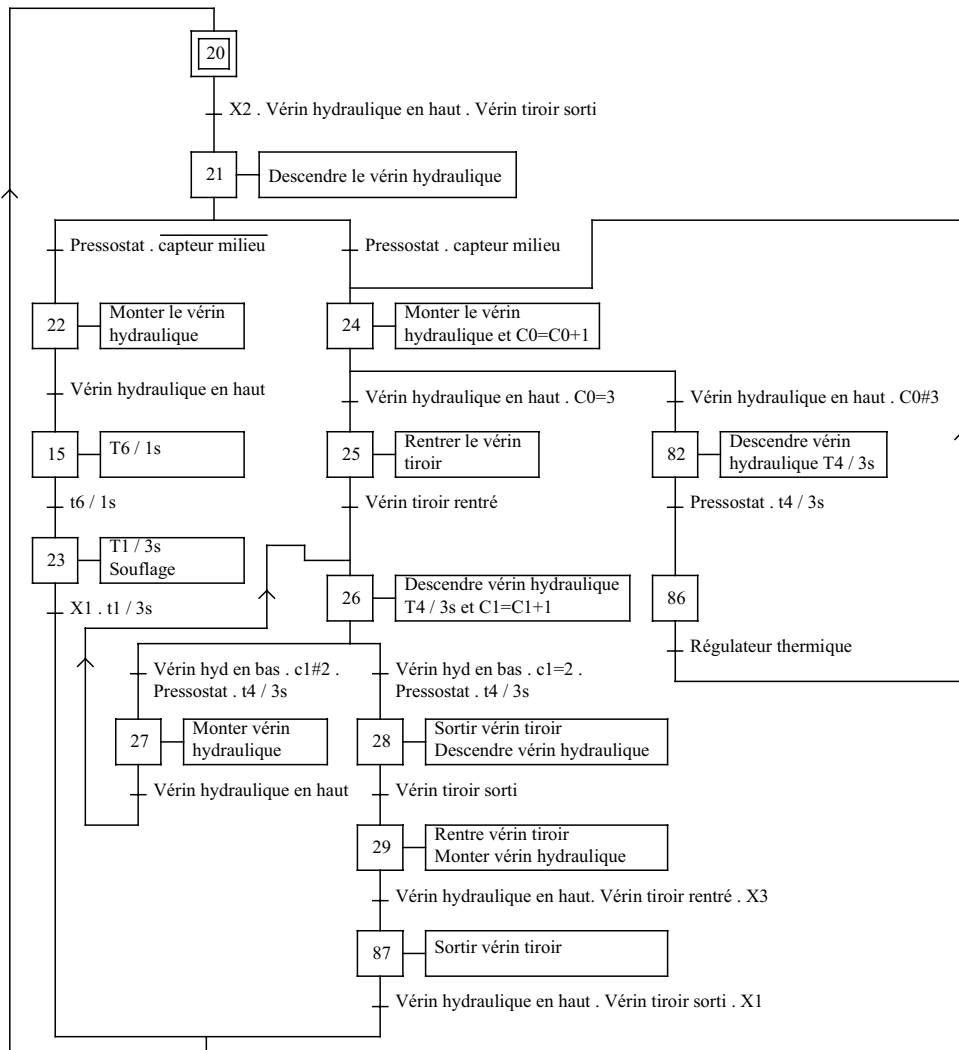 20
X2 . Vérin hydraulique en haut . Vérin tiroir sorti
21
Descendre le vérin hydraulique
Pressostat . capteur milieu
Pressostat . capteur milieu
22
Monter le vérin
hydraulique
24
Monter le vérin
hydraulique et C0=C0+1
Vérin hydraulique en haut
Vérin hydraulique en haut . C0=3
Vérin hydraulique en haut . C0#3
15
T6 / 1s
25
Rentrer le vérin
tiroir
82
Descendre vérin
hydraulique T4 / 3s
t6 / 1s
Vérin tiroir rentré
Pressostat . t4 / 3s
23
T1 / 3s
Souflage
26
Descendre vérin hydraulique
T4 / 3s et C1=C1+1
86
X1 . t1 / 3s
Régulateur thermique
Vérin hyd en bas . c1#2 .
Pressostat . t4 / 3s
Vérin hyd en bas . c1=2 .
Pressostat . t4 / 3s
27
Monter vérin
hydraulique
28
Sortir vérin tiroir
Descendre vérin hydraulique
Vérin hydraulique en haut
Vérin tiroir sorti
29
Rentre vérin tiroir
Monter vérin hydraulique
Vérin hydraulique en haut. Vérin tiroir rentré . X3
87
Sortir vérin tiroir
Vérin hydraulique en haut . Vérin tiroir sorti . X1